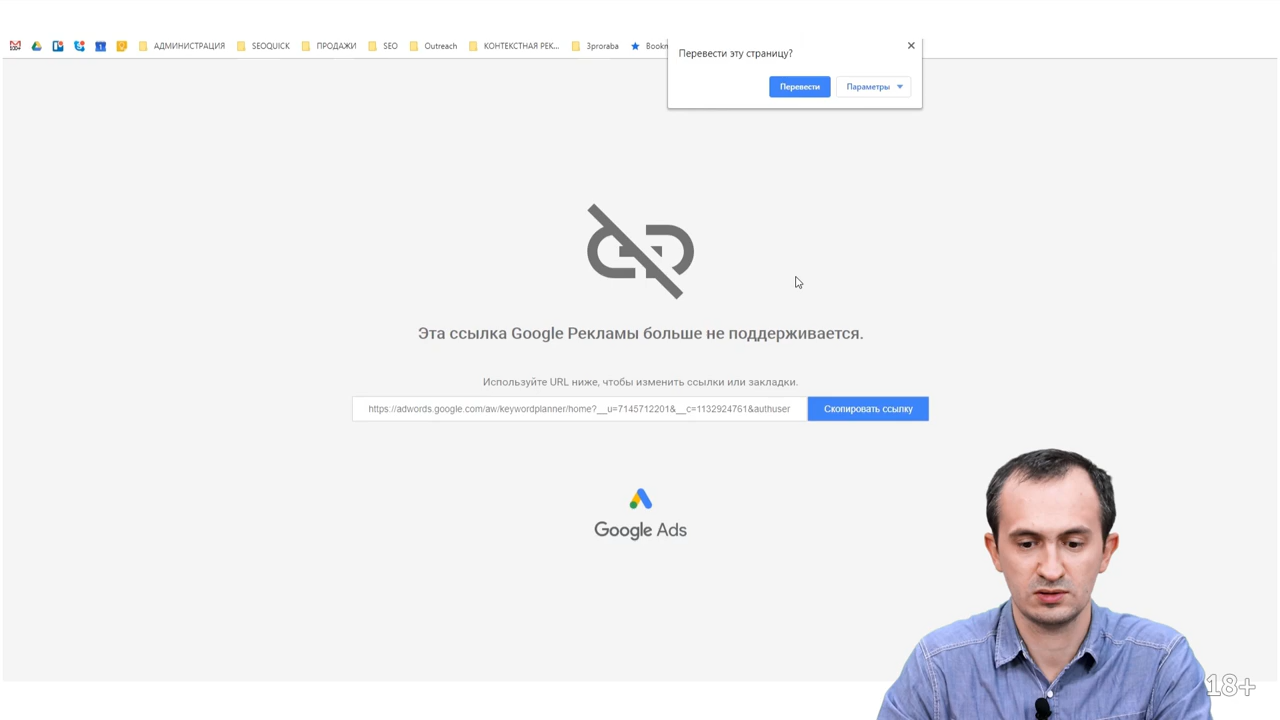 АДМИНИСТРАЦИЯ SEOQUICK ПРОДАЖИ SEO Outreach КОНТЕКСТНАЯ РЕК... 3proraba Bookn
Перевести эту страницу?
Перевести Параметры
Эта ссылка Google Рекламы больше не поддерживается.
Используйте URL ниже, чтобы изменить ссылки или закладки.
https://adwords.google.com/aw/keywordplanner/home?__u=7145712201&__c=1132924761&authuser Скопировать ссылку
Google Ads
18+